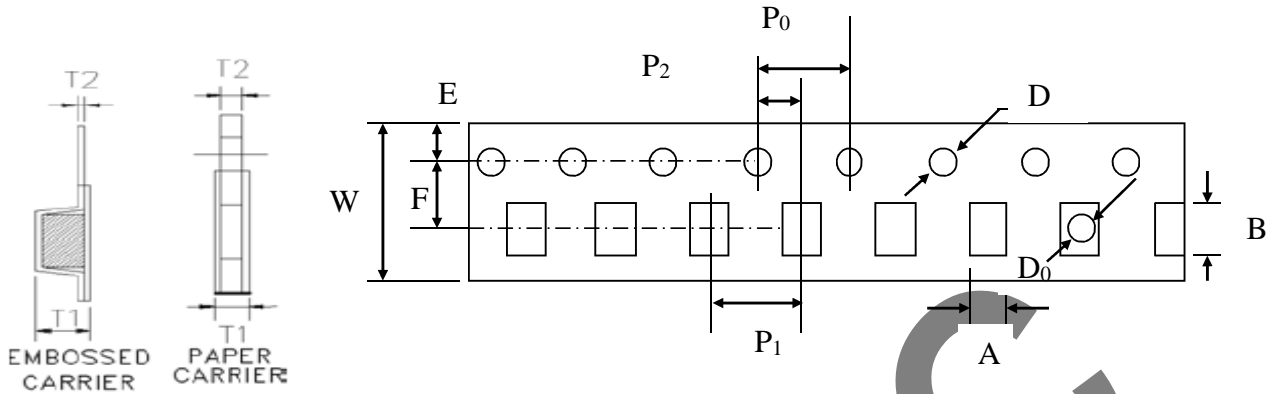 T2
T1
EMBOSSED
CARRIER
T2
T1
PAPER
CARRIER
P₀
P₂
E
D
W
F
B
D₀
P₁
A